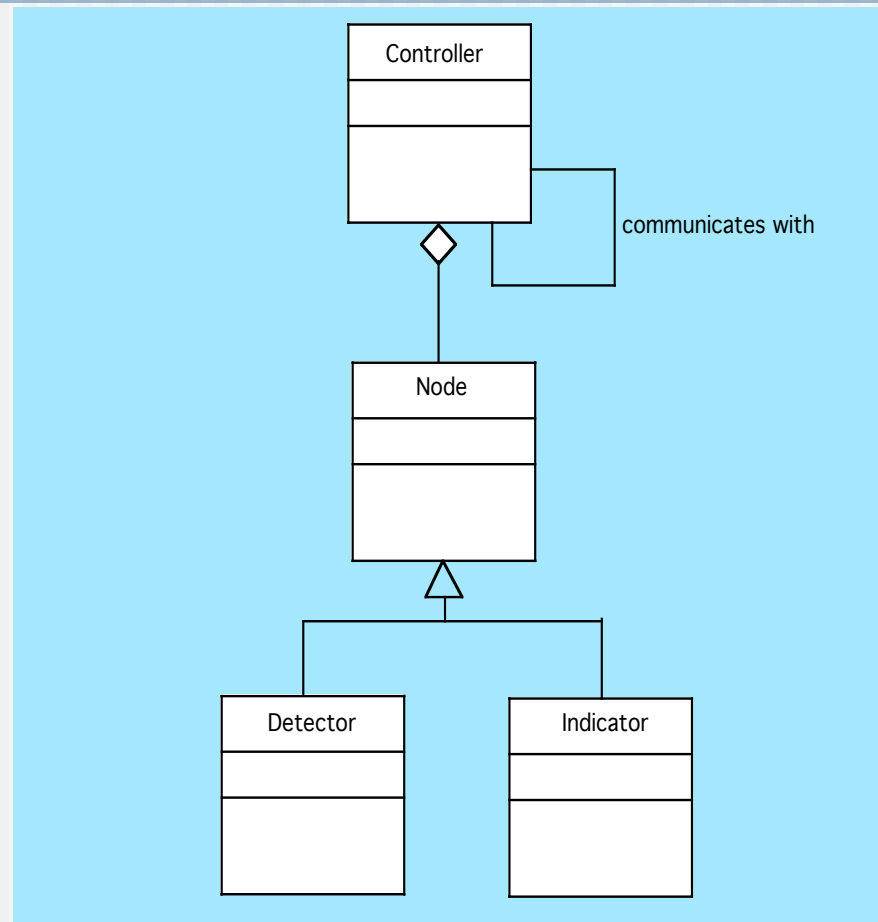 Controller
communicates with
Node
Detector
Indicator